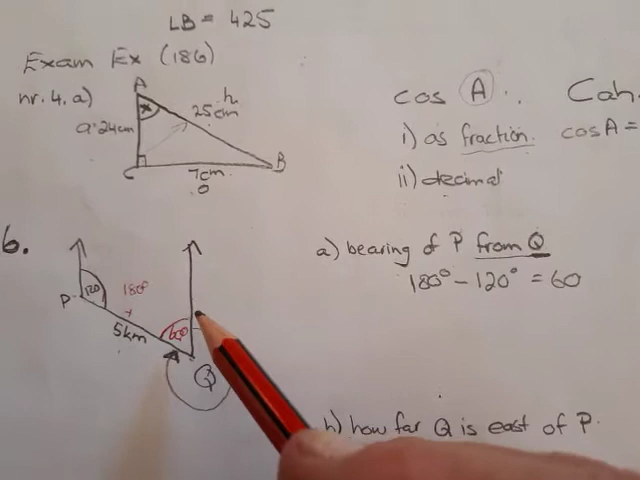 LB = 425
Exam Ex (186)
nr. 4. a)
A
x
h
25cm
a. 24cm
C
B
7cm
O
cos A. Cah.
i) as fraction. cosA =
ii) decimal
6.
P
120
180°
+
5km
60°
Q
a) bearing of P from Q
180° - 120° = 60
b) how far Q is east of P.